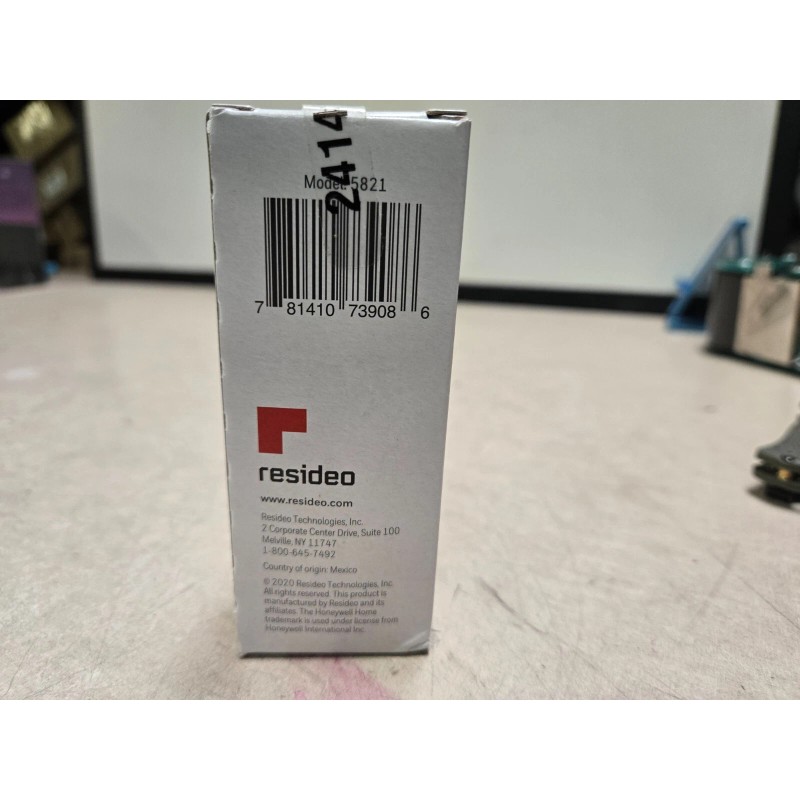 2414
Model: 5821
7 81410 73908 6
resideo
www.resideo.com
Resideo Technologies, Inc.
2 Corporate Center Drive, Suite 100
Melville, NY 11747
1-800-645-7492
Country of origin: Mexico
© 2020 Resideo Technologies, Inc.
All rights reserved. This product is
manufactured by Resideo and its
affiliates. The Honeywell Home
trademark is used under license from
Honeywell International Inc.